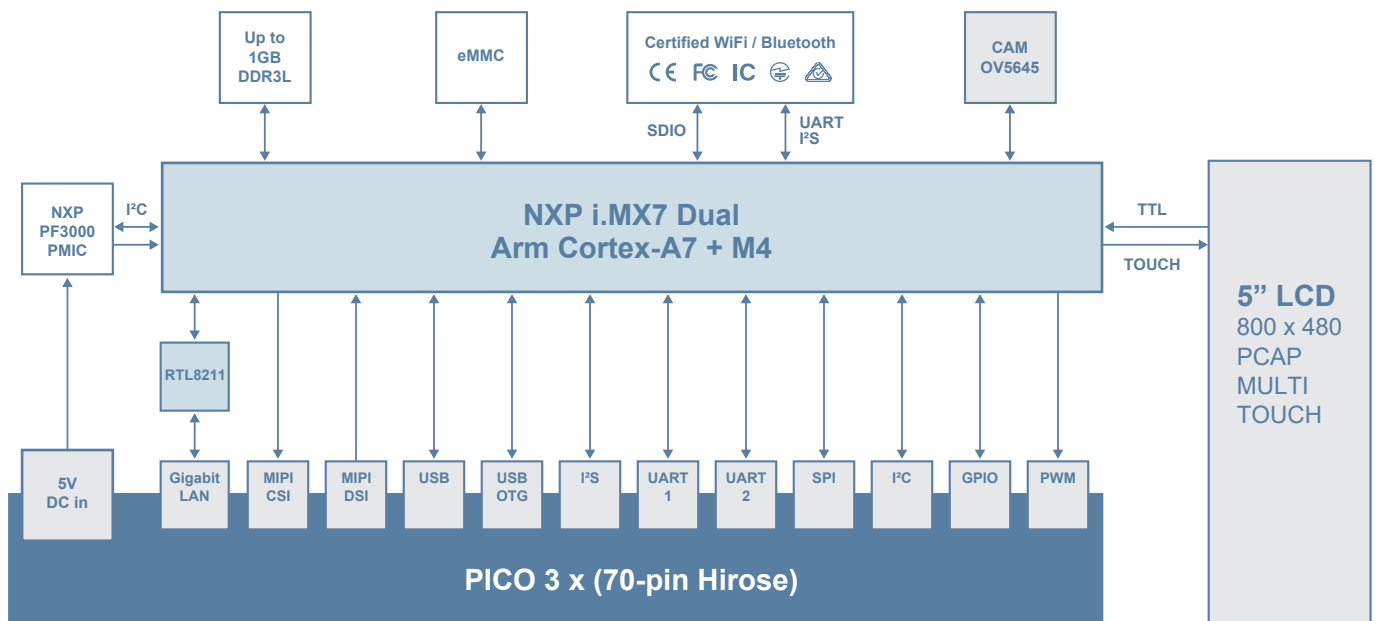 Up to
1GB
DDR3L
eMMC
Certified WiFi / Bluetooth
CE FC IC
CAM
OV5645
SDIO
UART
I²S
NXP
PF3000
PMIC
I²C
NXP i.MX7 Dual
Arm Cortex-A7 + M4
TTL
TOUCH
5” LCD
800 x 480
PCAP
MULTI
TOUCH
RTL8211
5V
DC in
Gigabit
LAN
MIPI
CSI
MIPI
DSI
USB
USB
OTG
I²S
UART
1
UART
2
SPI
I²C
GPIO
PWM
PICO 3 x (70-pin Hirose)